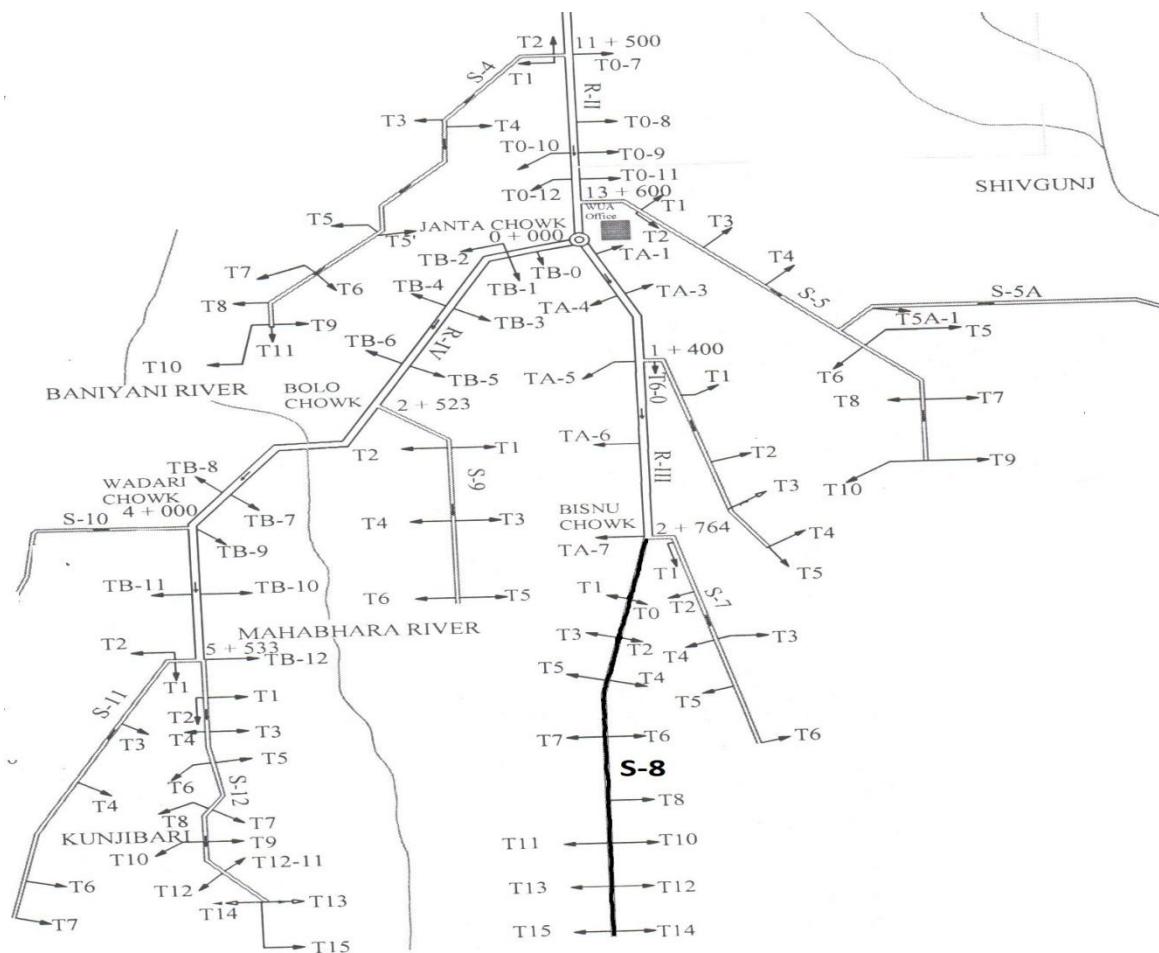 T2
11 + 500
T0-7
T1
S-4
R-II
T3
T4
T0-8
T0-10
T0-9
T0-11
T0-12
13 + 600
SHIVGUNJ
WUA
Office
T1
T2
T3
T5
T5'
JANTA CHOWK
0 + 000
TB-2
TB-0
TB-1
TA-1
T4
T7
T6
TB-4
TA-3
TA-4
S-5
S-5A
T8
T9
TB-3
T5A-1
T5
T11
T10
TB-6
R-IV
TB-5
1 + 400
TA-5
T6-0
T1
T6
BANIYANI RIVER
BOLO
CHOWK
2 + 523
T8
T7
T2
T1
TA-6
R-III
T2
T9
T10
TB-8
WADARI
CHOWK
4 + 000
S-9
T3
TB-7
T4
T3
BISNU
CHOWK
2 + 764
T4
S-10
TB-9
TA-7
T5
T1
TB-11
TB-10
T6
T5
T1
T0
T2
S-7
MAHABHARA RIVER
T3
T2
T4
T3
T2
5 + 533
TB-12
T5
T4
T5
T1
T1
S-11
T2
T3
T4
T3
T7
T6
T6
T5
S-8
T6
S-12
T4
T8
T7
T8
KUNJIBARI
T9
T10
T12-11
T11
T10
T12
T6
T13
T12
T14
T13
T7
T15
T15
T14